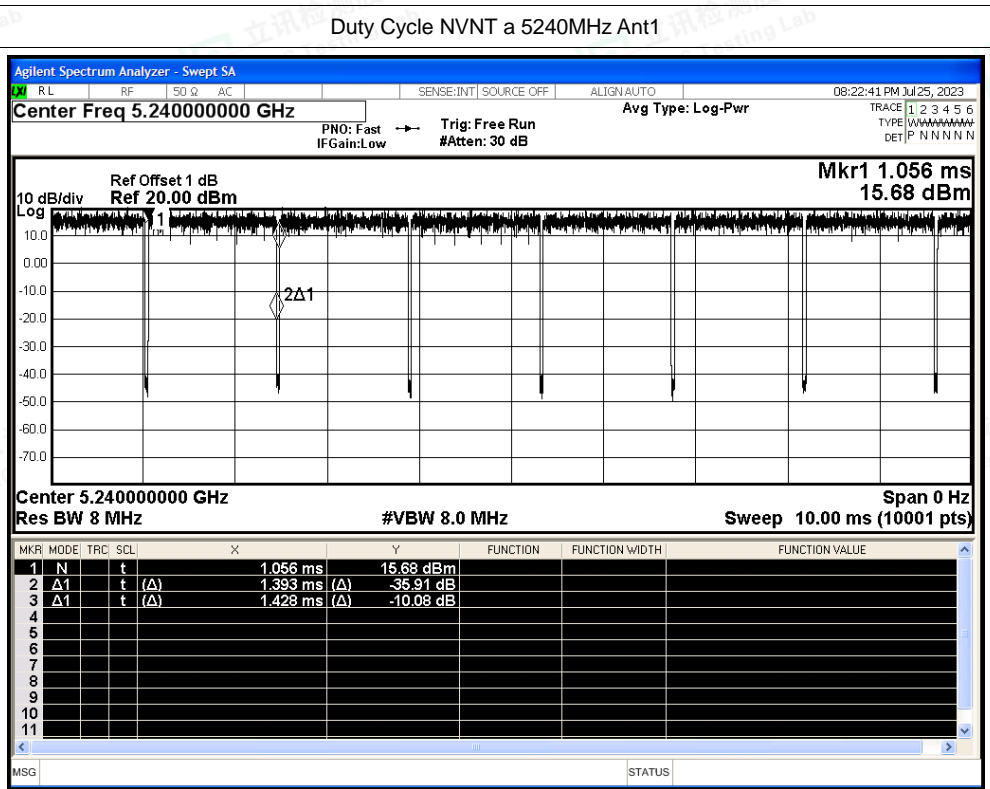 Duty Cycle NVNT a 5240MHz Ant1
Agilent Spectrum Analyzer - Swept SA
LXI RL RF 50 Ω AC SENSE:INT SOURCE OFF ALIGN AUTO 08:22:41 PM Jul 25, 2023
Center Freq 5.240000000 GHz
PNO: Fast
IFGain:Low
Trig: Free Run
#Atten: 30 dB
Avg Type: Log-Pwr
TRACE 1 2 3 4 5 6
TYPE WWWWWW
DET P N N N N N
Ref Offset 1 dB
10 dB/div Ref 20.00 dBm
Mkr1 1.056 ms
15.68 dBm
Log
1
10.0
0.00
-10.0
2Δ1
-20.0
-30.0
-40.0
-50.0
-60.0
-70.0
Center 5.240000000 GHz Span 0 Hz
Res BW 8 MHz #VBW 8.0 MHz Sweep 10.00 ms (10001 pts)
MKR MODE TRC SCL X Y FUNCTION FUNCTION WIDTH FUNCTION VALUE
1 N t 1.056 ms 15.68 dBm
2 Δ1 t (Δ) 1.393 ms (Δ) -35.91 dB
3 Δ1 t (Δ) 1.428 ms (Δ) -10.08 dB
4
5
6
7
8
9
10
11
MSG STATUS